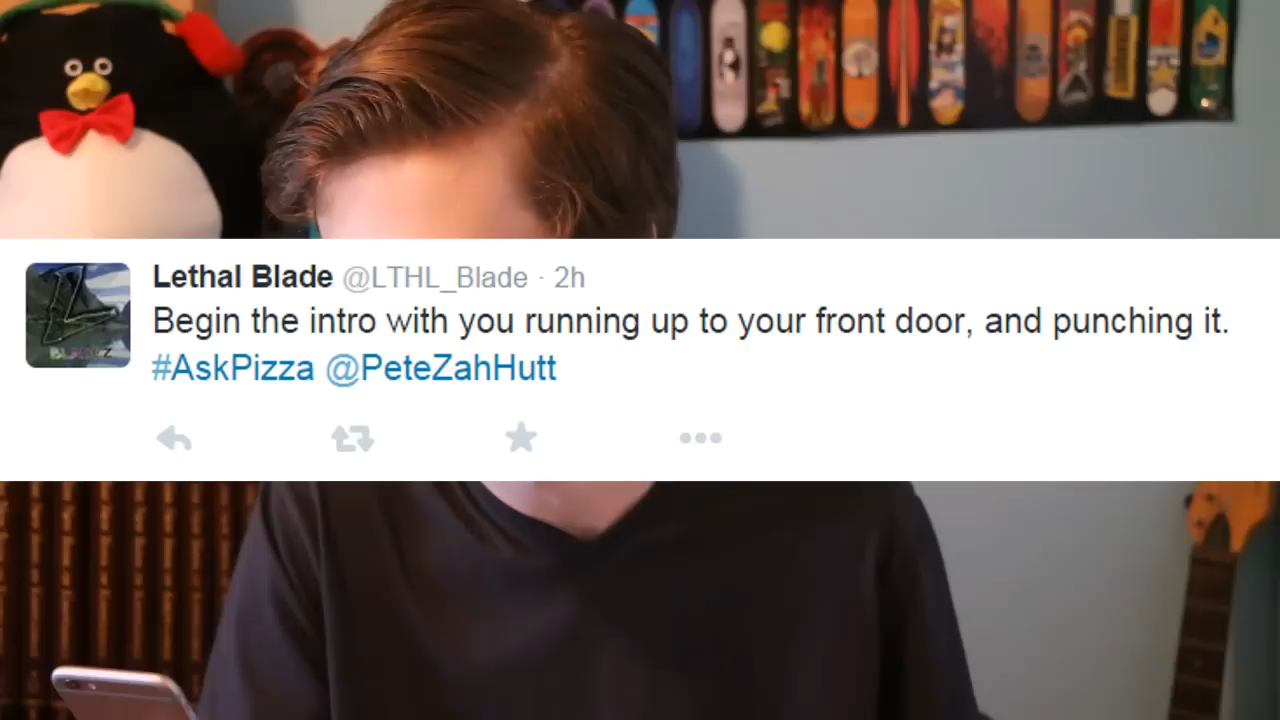 Lethal Blade @LTHL_Blade · 2h
Begin the intro with you running up to your front door, and punching it.
#AskPizza @PeteZahHutt